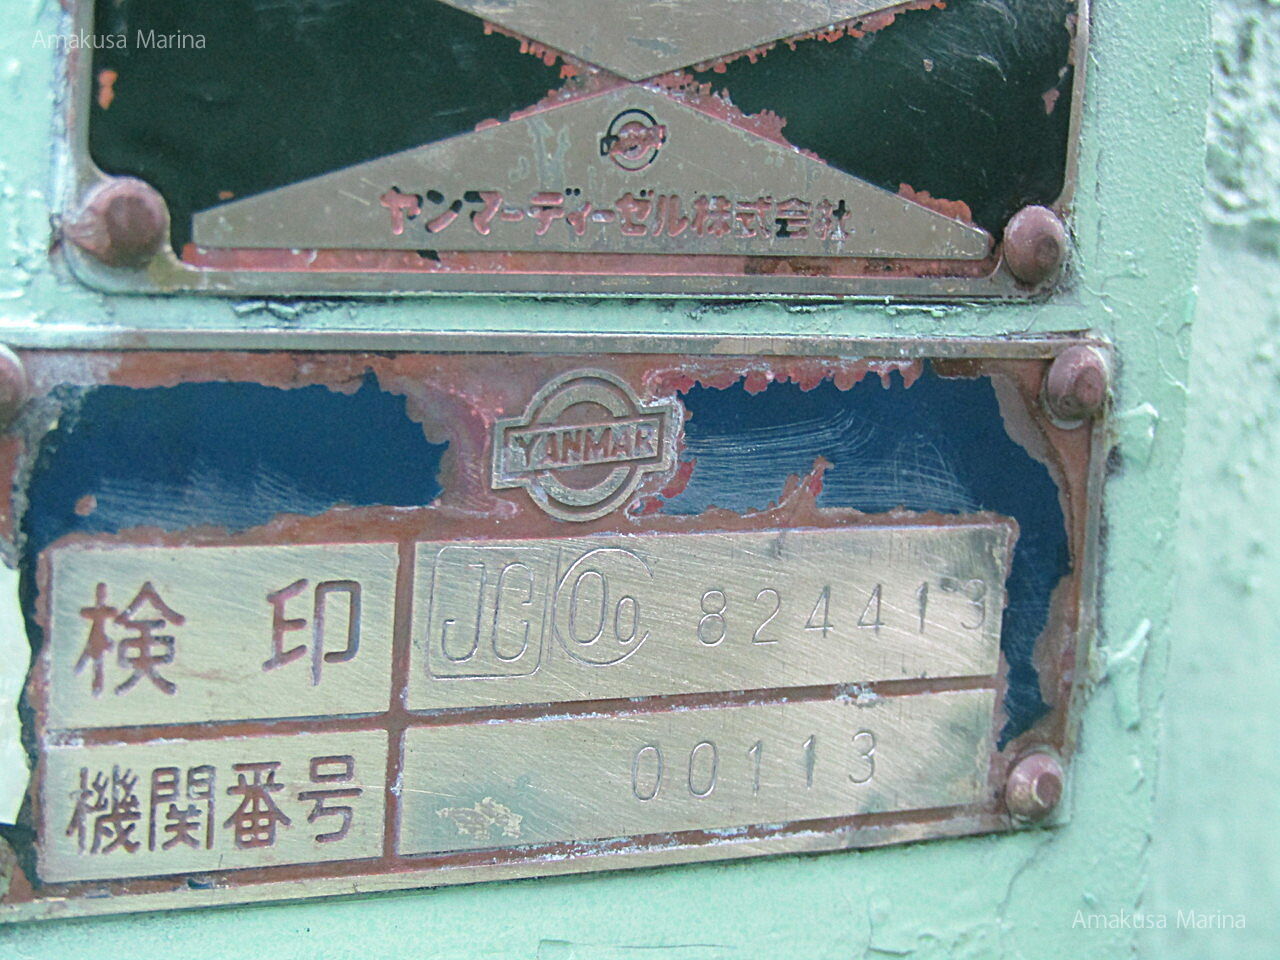 Amakusa Marina
ヤンマーディーゼル株式会社
YANMAR
検印 JC 824413
機関番号 00113
Amakusa Marina